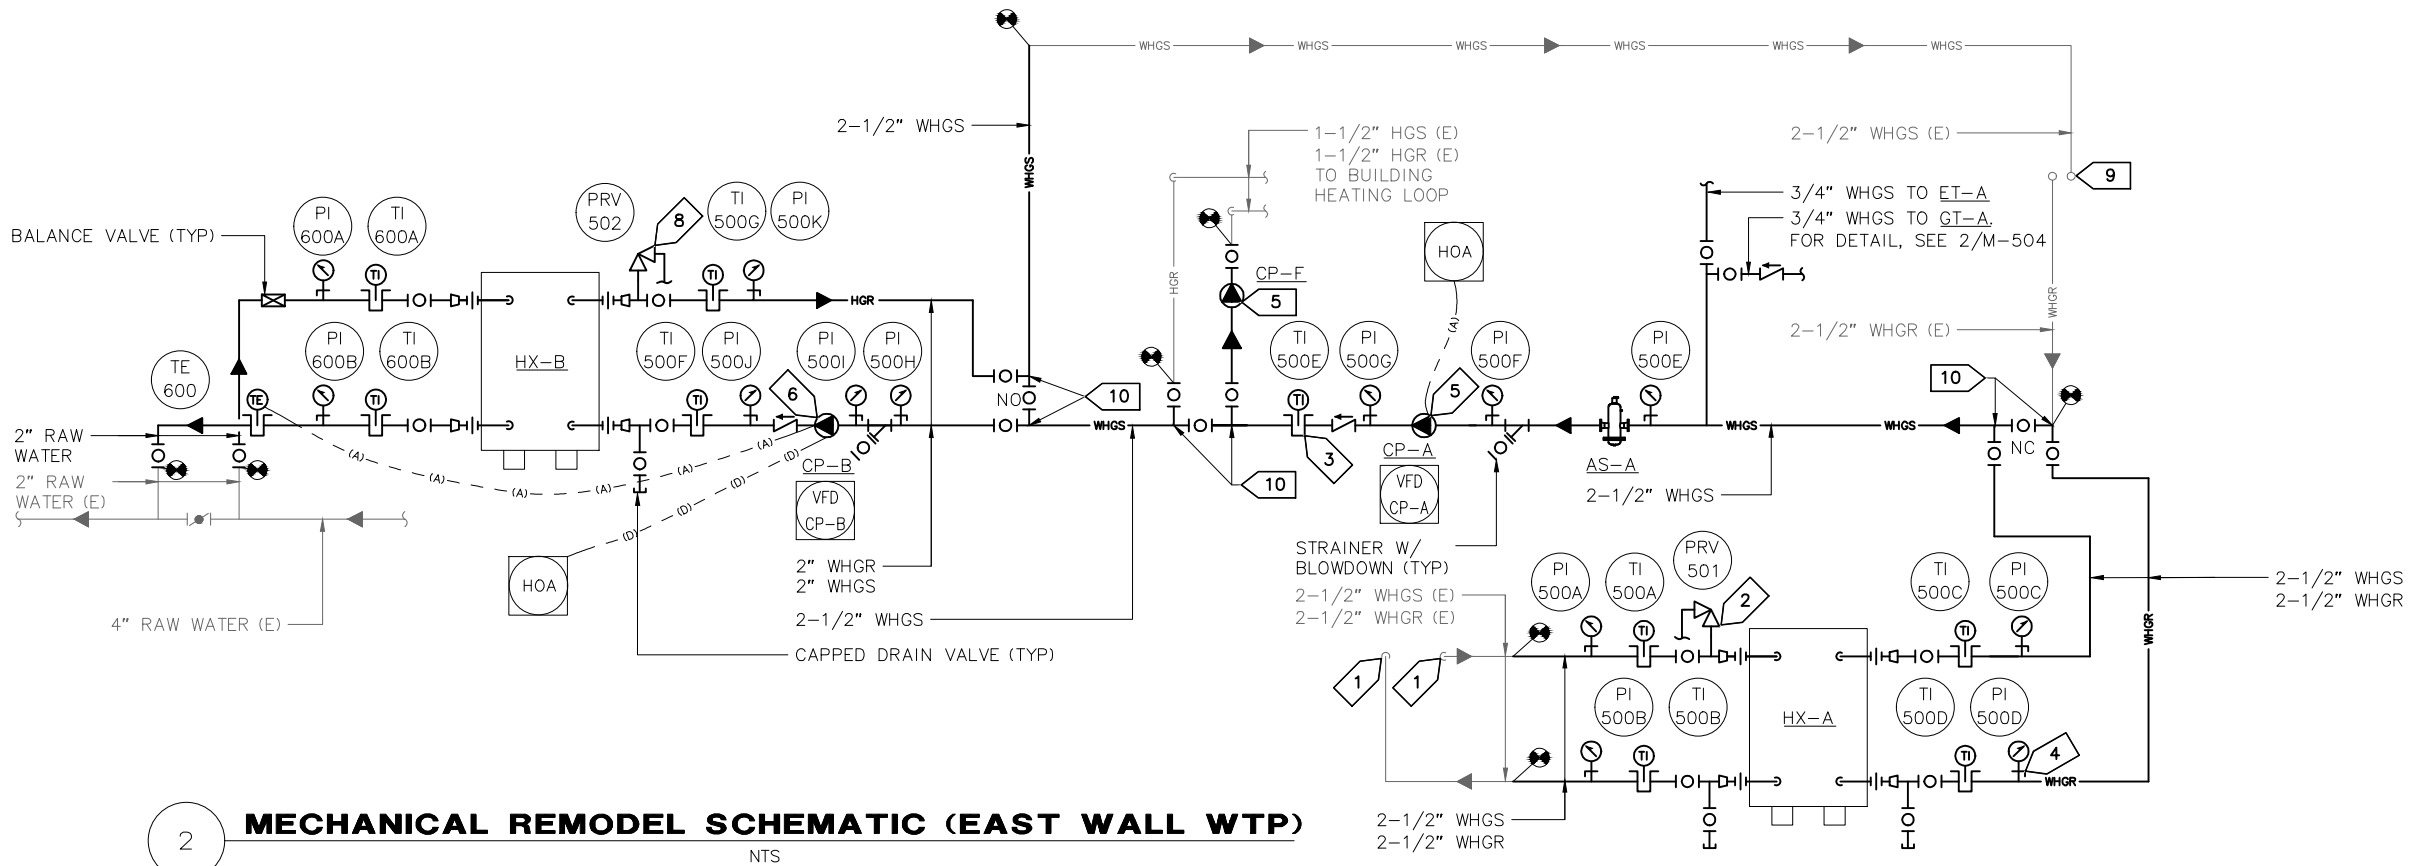 WHGS WHGS WHGS WHGS WHGS WHGS
2-1/2" WHGS
WHGS
1-1/2" HGS (E)
1-1/2" HGR (E)
TO BUILDING
HEATING LOOP
2-1/2" WHGS (E)
9
3/4" WHGS TO ET-A
3/4" WHGS TO GT-A.
FOR DETAIL, SEE 2/M-504
BALANCE VALVE (TYP)
PI
600A
TI
600A
PRV
502
8
TI
500G
PI
500K
HOA
HGR
CP-F
5
WHGR
2-1/2" WHGR (E)
TI
TI
HGR
(A)
TE
600
PI
600B
TI
600B
HX-B
TI
500F
PI
500J
PI
500I
PI
500H
TI
500E
PI
500G
PI
500F
PI
500E
NO
10
6
5
10
TE
TI
TI
TI
WHGS
WHGS
WHGS
NC
3
2" RAW
WATER
2" RAW
WATER (E)
(A)
(A)
(A)
(A)
(A)
(A)
(D)
(D)
(D)
(D)
CP-B
VFD
CP-B
CP-A
VFD
CP-A
10
AS-A
2-1/2" WHGS
HOA
2" WHGR
2" WHGS
2-1/2" WHGS
4" RAW WATER (E)
CAPPED DRAIN VALVE (TYP)
STRAINER W/
BLOWDOWN (TYP)
2-1/2" WHGS (E)
2-1/2" WHGR (E)
PI
500A
TI
500A
PRV
501
2
TI
500C
PI
500C
2-1/2" WHGS
2-1/2" WHGR
WHGR
TI
TI
1
1
PI
500B
TI
500B
HX-A
TI
500D
PI
500D
TI
TI
4
WHGR
2-1/2" WHGS
2-1/2" WHGR
2
MECHANICAL REMODEL SCHEMATIC (EAST WALL WTP)
NTS